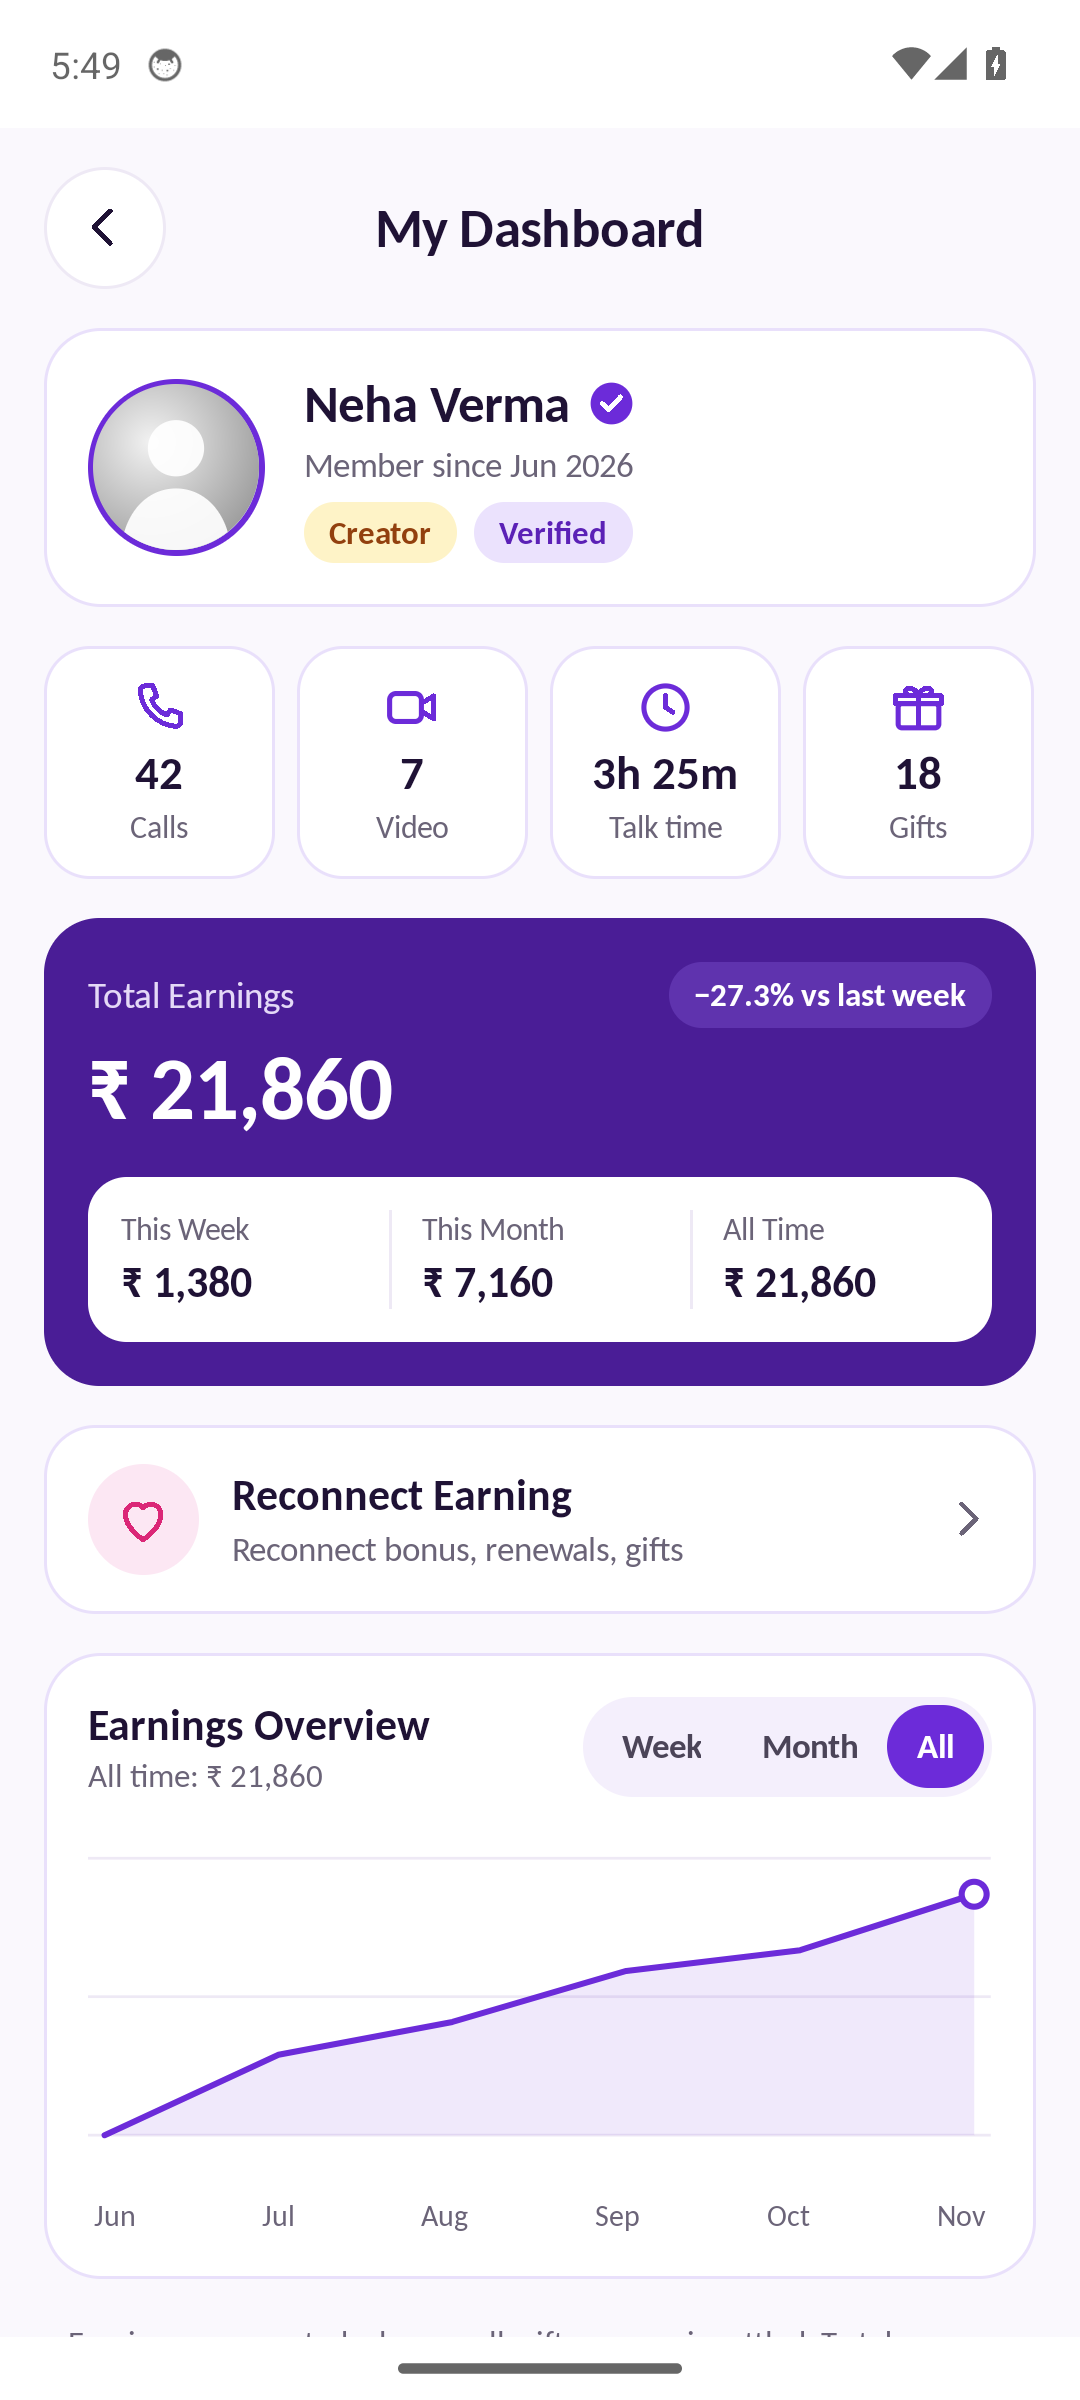 5:49
My Dashboard
Neha Verma
Member since Jun 2026
Creator
Verified
42
Calls
7
Video
3h 25m
Talk time
18
Gifts
Total Earnings
−27.3% vs last week
₹ 21,860
This Week
₹ 1,380
This Month
₹ 7,160
All Time
₹ 21,860
Reconnect Earning
Reconnect bonus, renewals, gifts
Earnings Overview
All time: ₹ 21,860
Week
Month
All
Jun
Jul
Aug
Sep
Oct
Nov